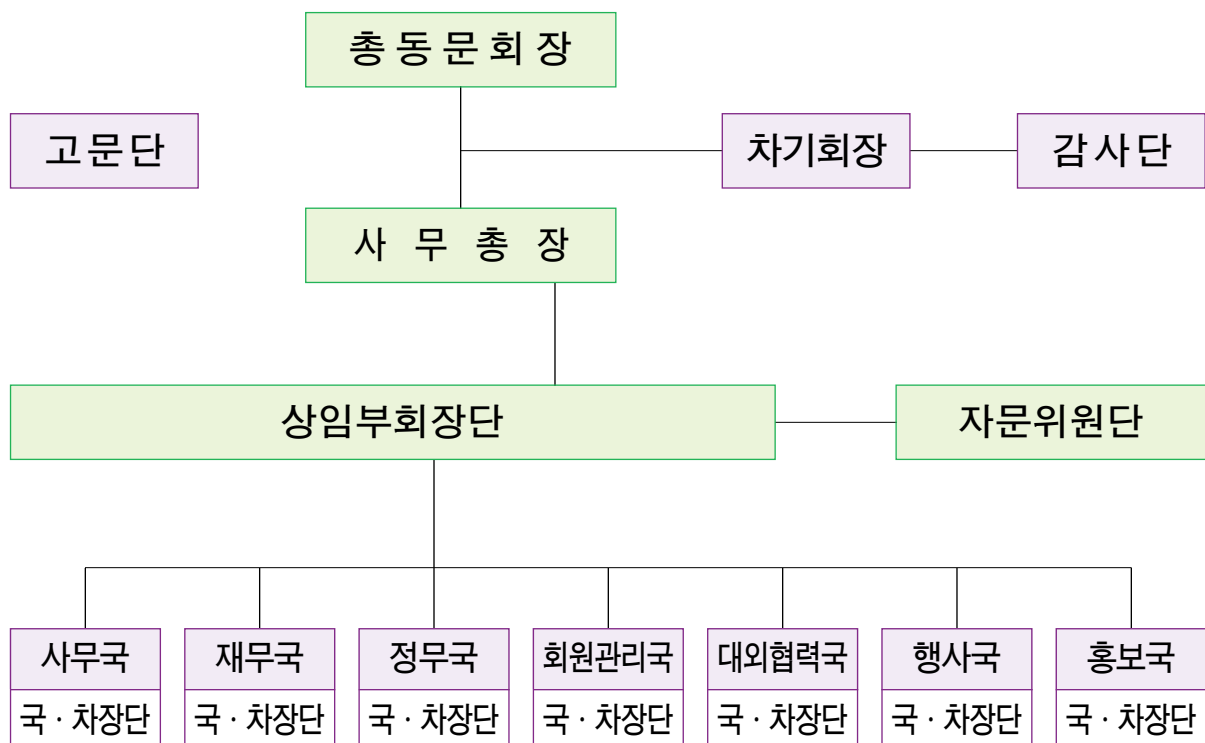 총동문회장
고문단
차기회장
감사단
사무총장
상임부회장단
자문위원단
사무국
재무국
정무국
회원관리국
대외협력국
행사국
홍보국
국·차장단
국·차장단
국·차장단
국·차장단
국·차장단
국·차장단
국·차장단